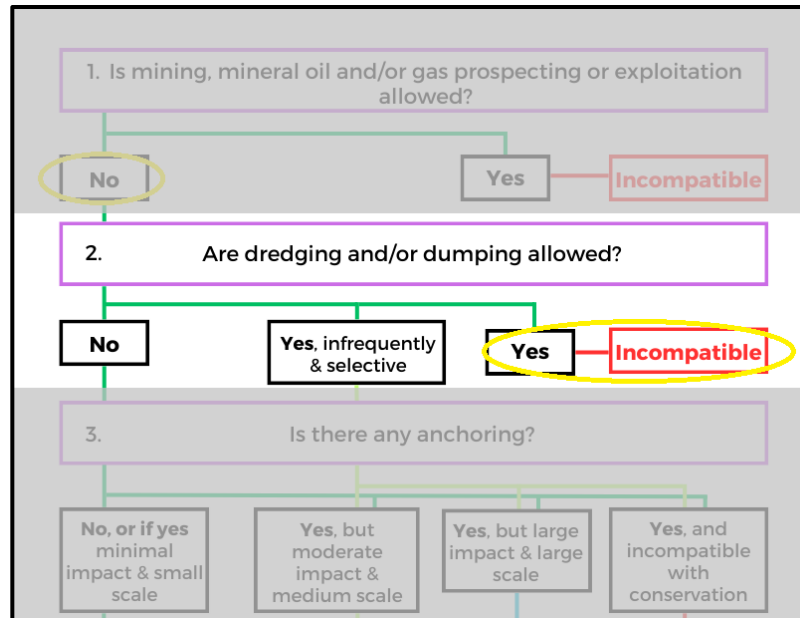 1. Is mining, mineral oil and/or gas prospecting or exploitation
allowed?
No
Yes
Incompatible
2. Are dredging and/or dumping allowed?
No
Yes, infrequently
& selective
Yes
Incompatible
3. Is there any anchoring?
No, or if yes
minimal
impact & small
scale
Yes, but
moderate
impact &
medium scale
Yes, but large
impact & large
scale
Yes, and
incompatible
with
conservation